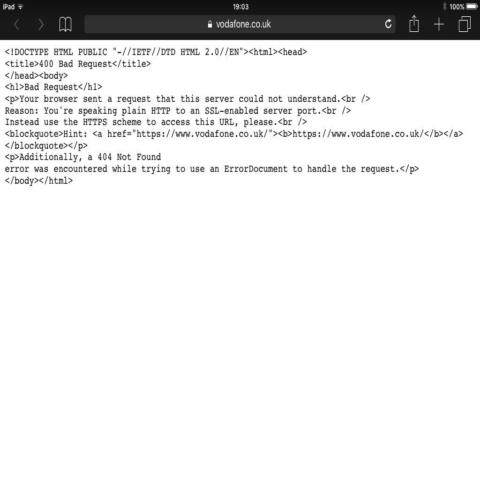 iPad 19:03 100%
vodafone.co.uk
<!DOCTYPE HTML PUBLIC "-//IETF//DTD HTML 2.0//EN"><html><head>
<title>400 Bad Request</title>
</head><body>
<h1>Bad Request</h1>
<p>Your browser sent a request that this server could not understand.<br />
Reason: You're speaking plain HTTP to an SSL-enabled server port.<br />
Instead use the HTTPS scheme to access this URL, please.<br />
<blockquote>Hint: <a href="https://www.vodafone.co.uk/"><b>https://www.vodafone.co.uk/</b></a>
</blockquote></p>
<p>Additionally, a 404 Not Found
error was encountered while trying to use an ErrorDocument to handle the request.</p>
</body></html>